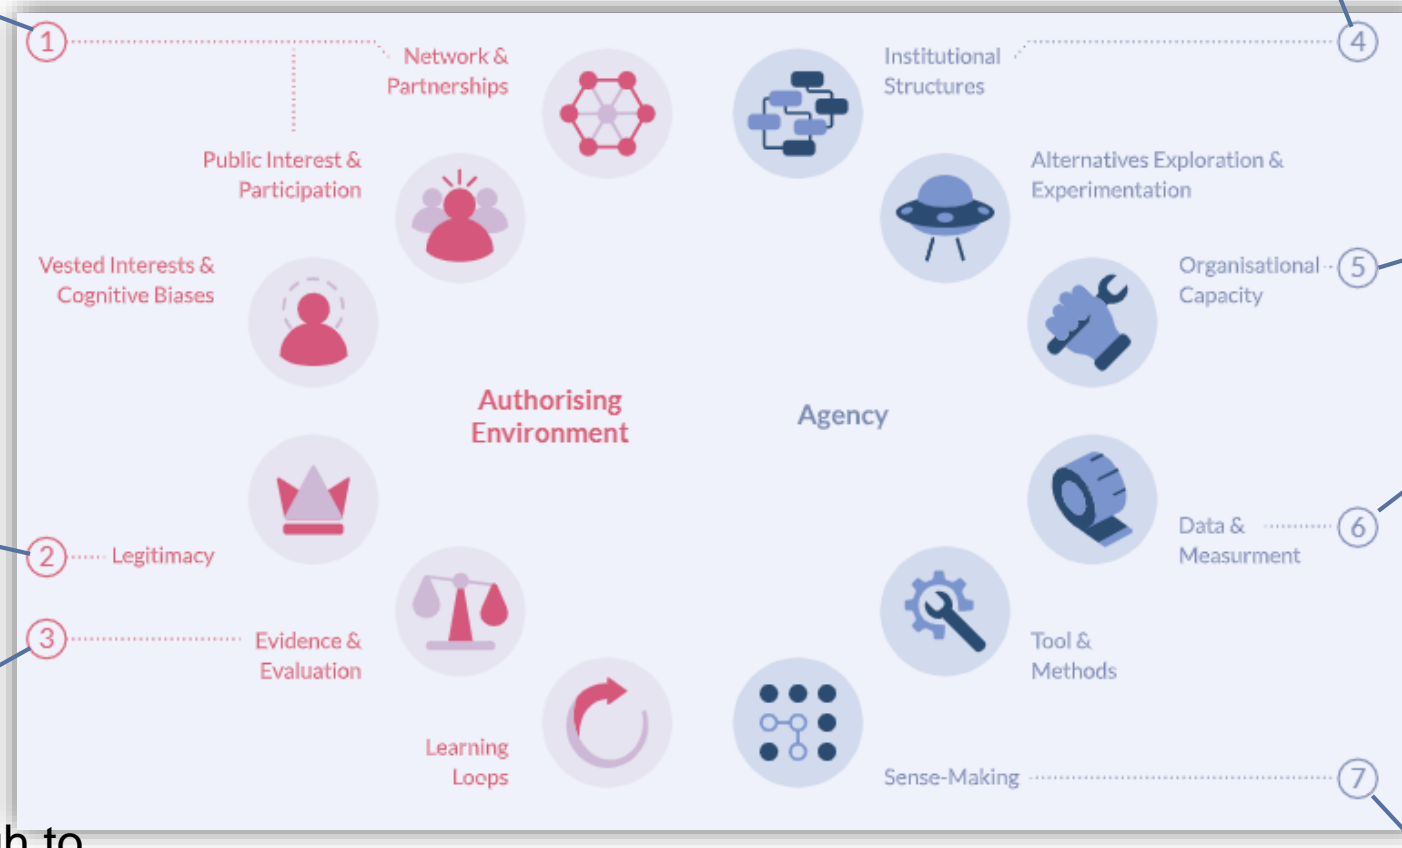 1
Network &
Partnerships
Public Interest &
Participation
Vested Interests &
Cognitive Biases
Authorising
Environment
2
Legitimacy
3
Evidence &
Evaluation
Learning
Loops
Institutional
Structures
4
Alternatives Exploration &
Experimentation
Organisational
Capacity
5
Agency
Data &
Measurment
6
Tool &
Methods
Sense-Making
7
to